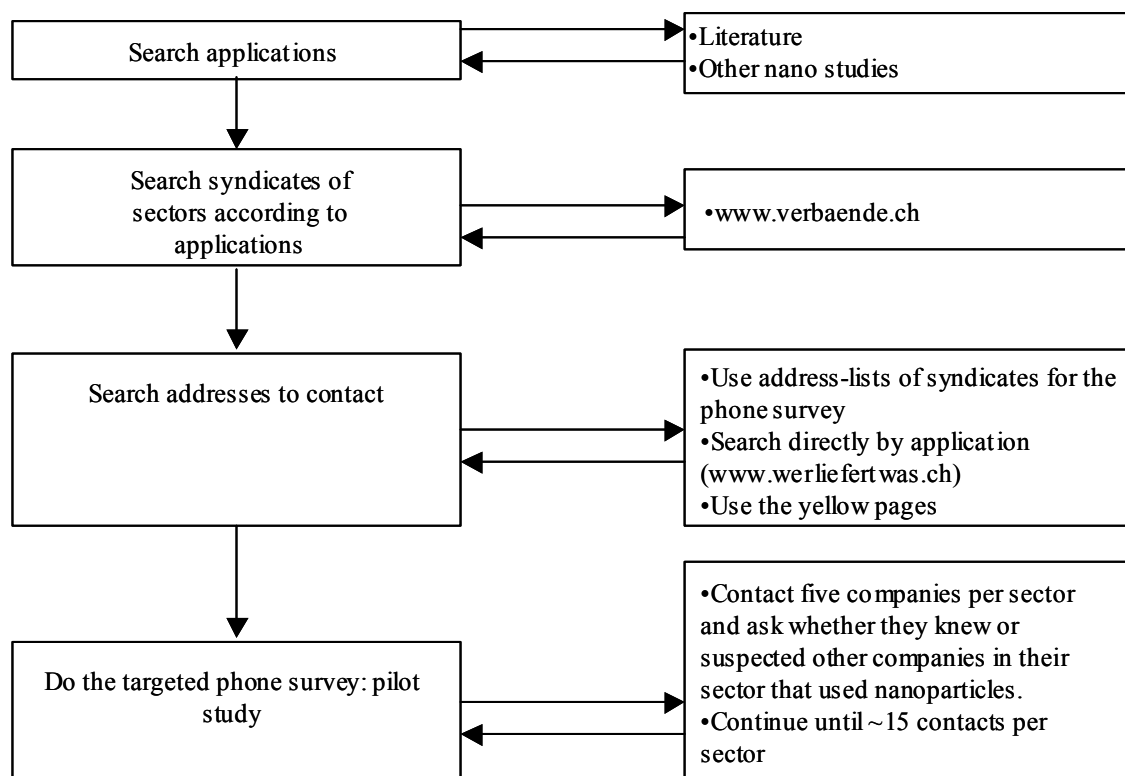 Search applications
•Literature
•Other nano studies
Search syndicates of
sectors according to
applications
•www.verbaende.ch
Search addresses to contact
•Use address-lists of syndicates for the
phone survey
•Search directly by application
(www.werliefertwas.ch)
•Use the yellow pages
Do the targeted phone survey: pilot
study
•Contact five companies per sector
and ask whether they knew or
suspected other companies in their
sector that used nanoparticles.
•Continue until ~15 contacts per
sector